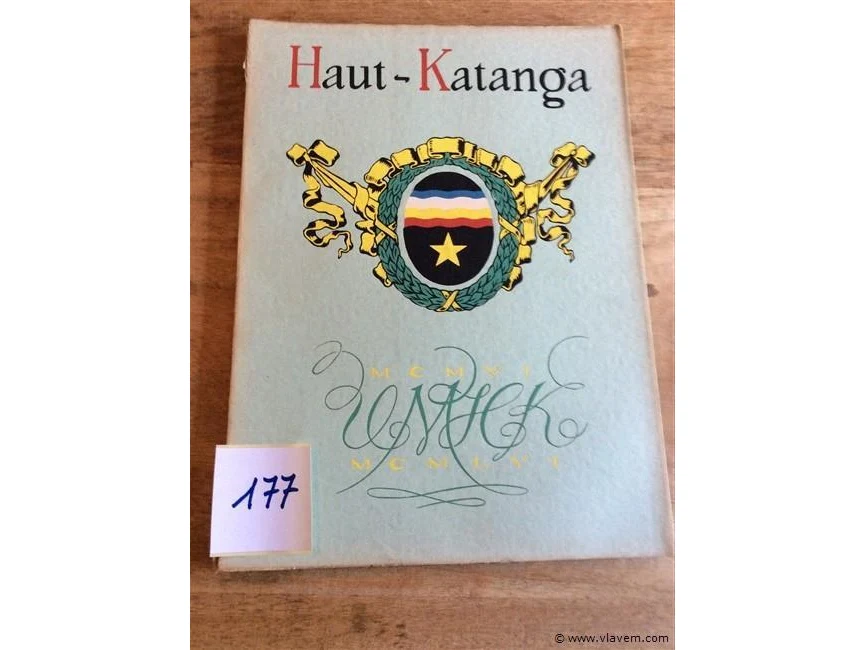 Haut-Katanga
MCMVI
UMHK
MCMLVI
177
© www.vlavem.com